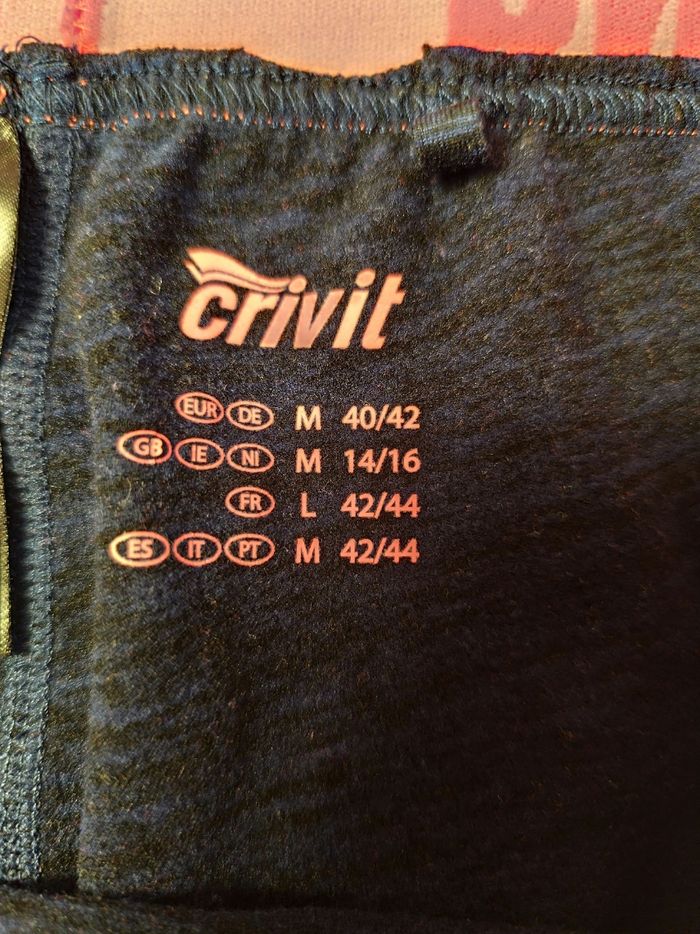 crivit
EUR DE M 40/42
GB IE NI M 14/16
FR L 42/44
ES IT PT M 42/44